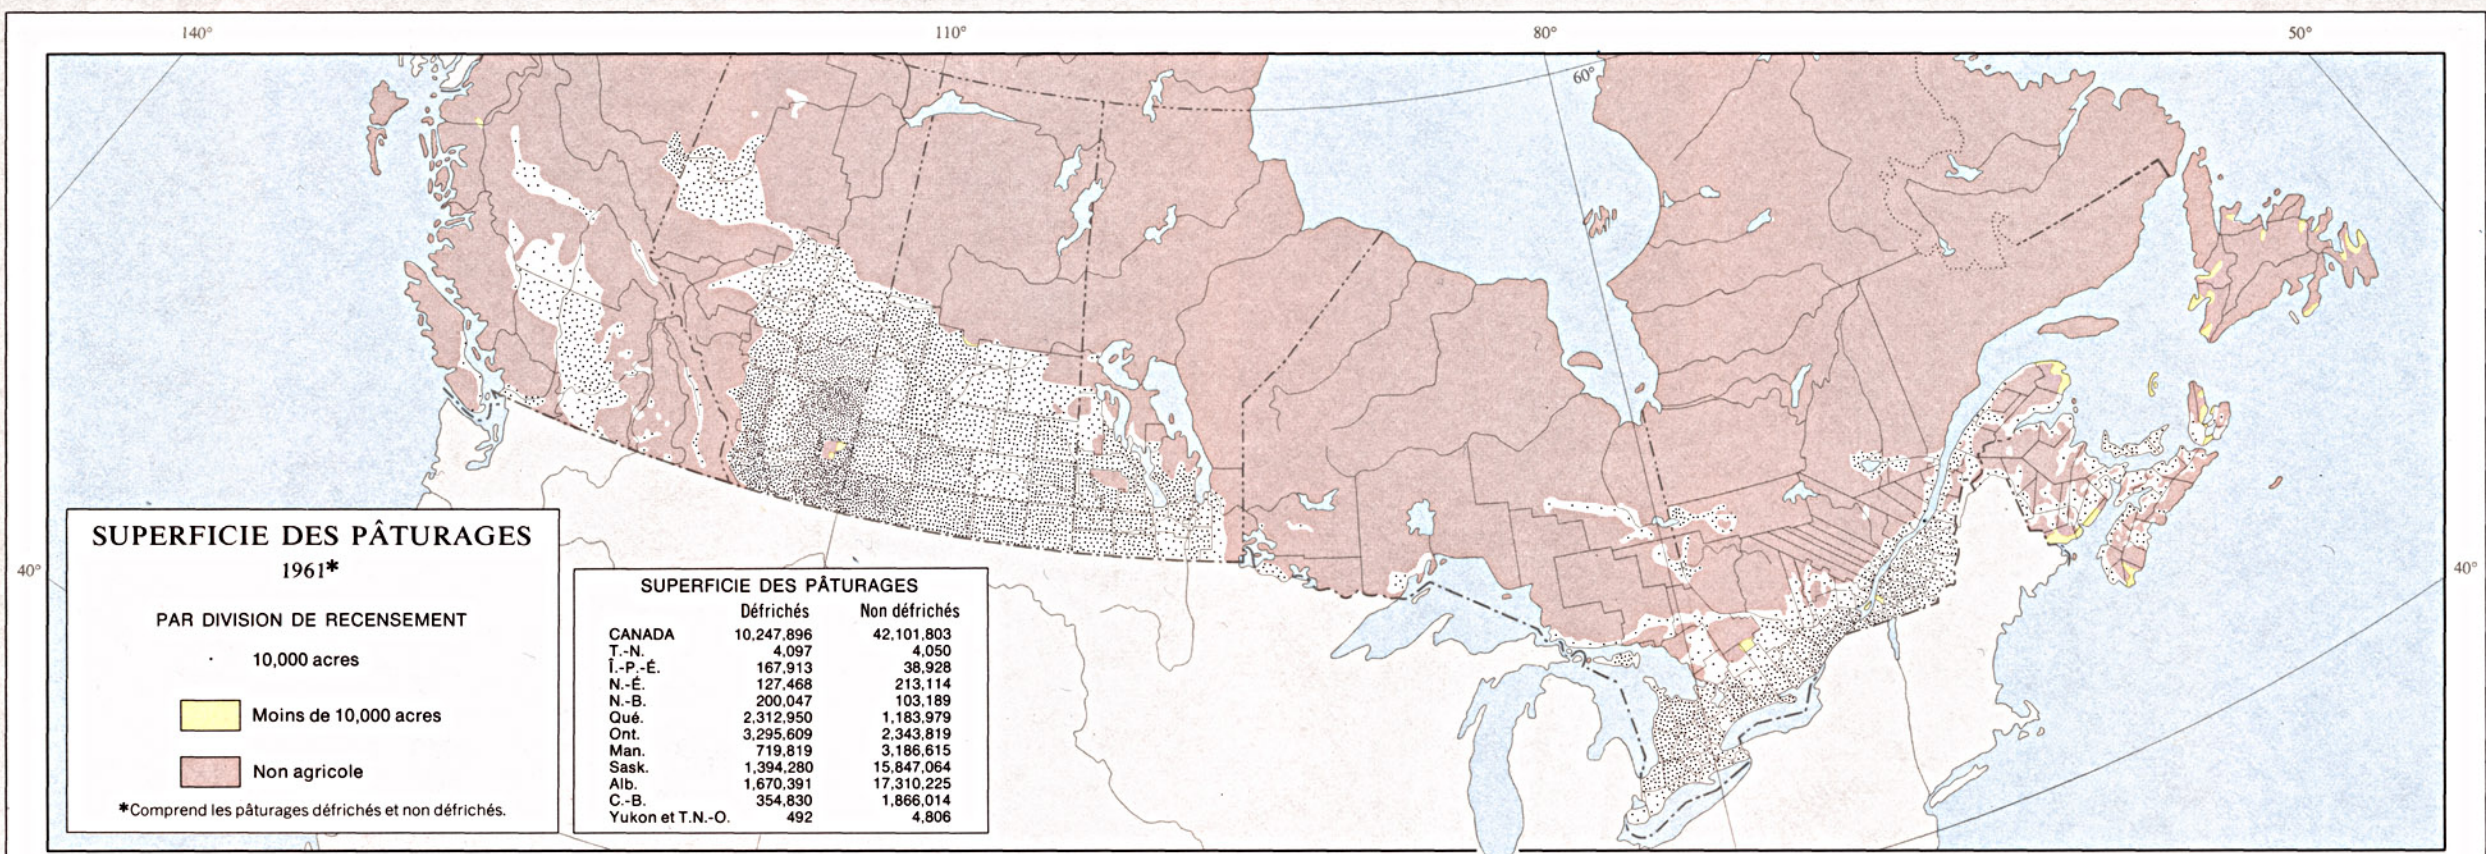 140°
110°
80°
50°
60°
40°
40°
SUPERFICIE DES PÂTURAGES
1961*
PAR DIVISION DE RECENSEMENT
10,000 acres
Moins de 10,000 acres
Non agricole
*Comprend les pâturages défrichés et non défrichés.
SUPERFICIE DES PÂTURAGES
Défrichés Non défrichés
CANADA 10,247,896 42,101,803
T.-N. 4,097 4,050
Î.-P.-É. 167,913 38,928
N.-É. 127,468 213,114
N.-B. 200,047 103,189
Qué. 2,312,950 1,183,979
Ont. 3,295,609 2,343,819
Man. 719,819 3,186,615
Sask. 1,394,280 15,847,064
Alb. 1,670,391 17,310,225
C.-B. 354,830 1,866,014
Yukon et T.N.-O. 492 4,806